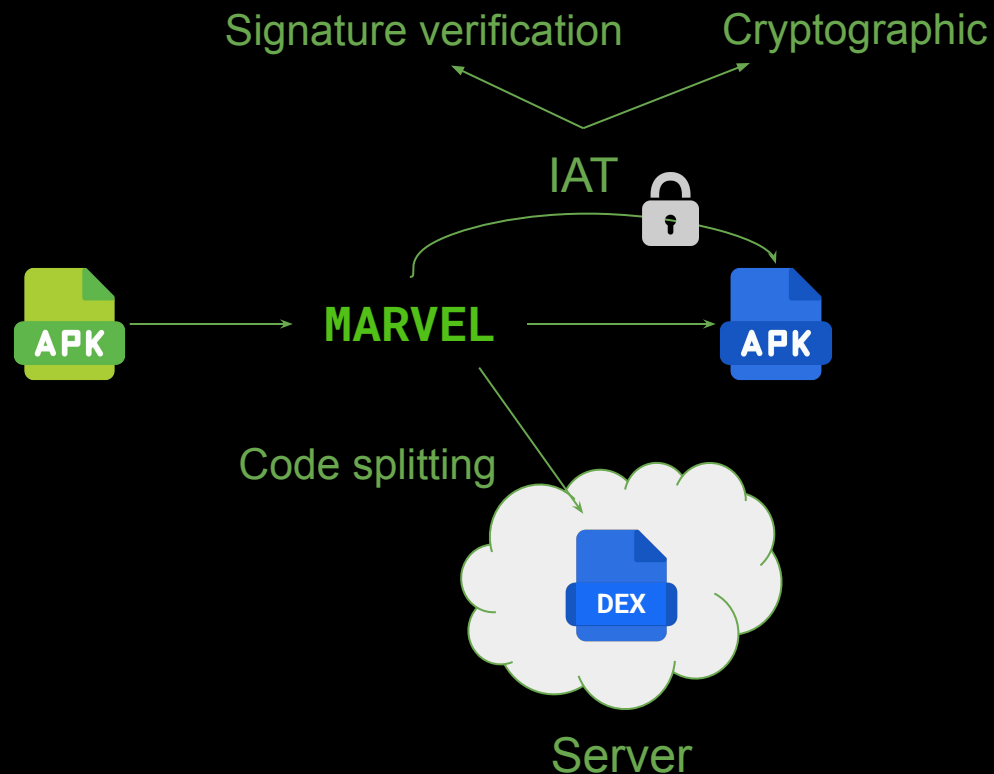 Signature verification
Cryptographic
IAT
APK
MARVEL
APK
Code splitting
DEX
Server